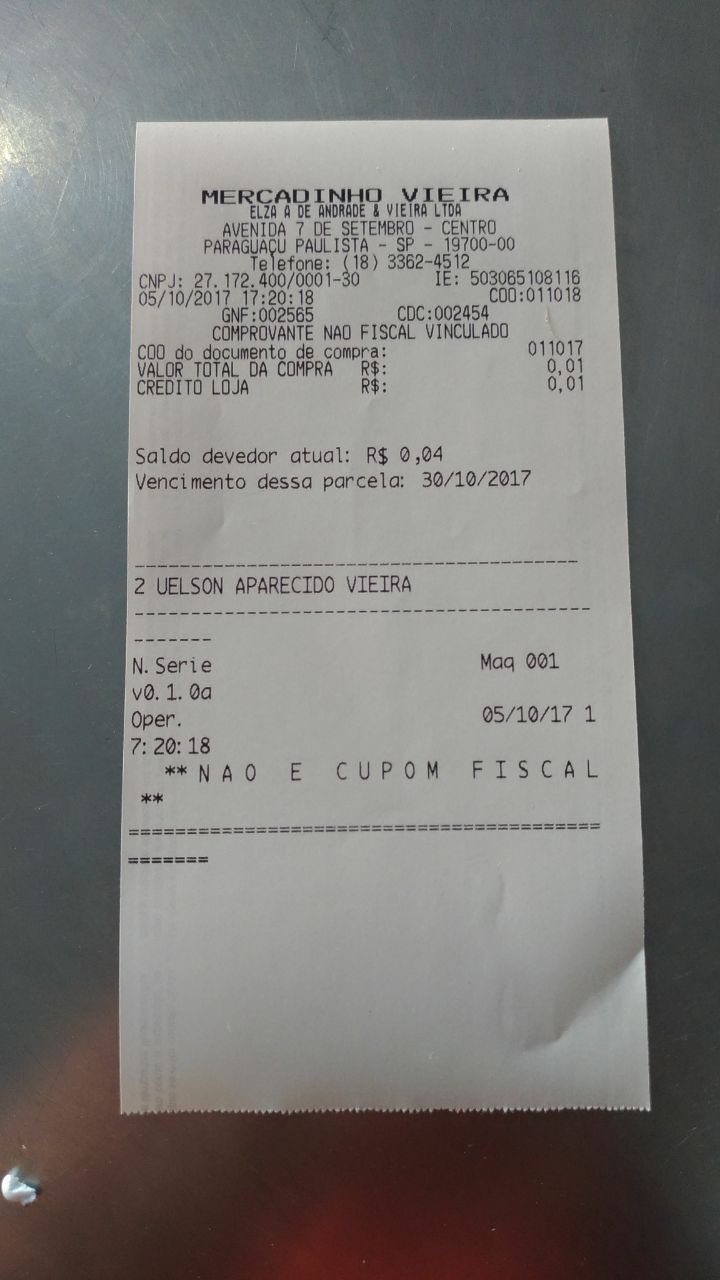 MERCADINHO VIEIRA
ELZA A DE ANDRADE & VIEIRA LTDA
AVENIDA 7 DE SETEMBRO - CENTRO
PARAGUAÇU PAULISTA - SP - 19700-00
Telefone: (18) 3362-4512
CNPJ: 27.172.400/0001-30 IE: 503065108116
05/10/2017 17:20:18 COO:011018
GNF:002565 CDC:002454
COMPROVANTE NAO FISCAL VINCULADO
COO do documento de compra: 011017
VALOR TOTAL DA COMPRA R$: 0,01
CREDITO LOJA R$: 0,01
Saldo devedor atual: R$ 0,04
Vencimento dessa parcela: 30/10/2017
---------------------------------------
2 UELSON APARECIDO VIEIRA
----------------------------------------
-------
N.Serie Maq 001
v0.1.0a
Oper. 05/10/17 1
7:20:18
** N A O E C U P O M F I S C A L
**
========================================
=======